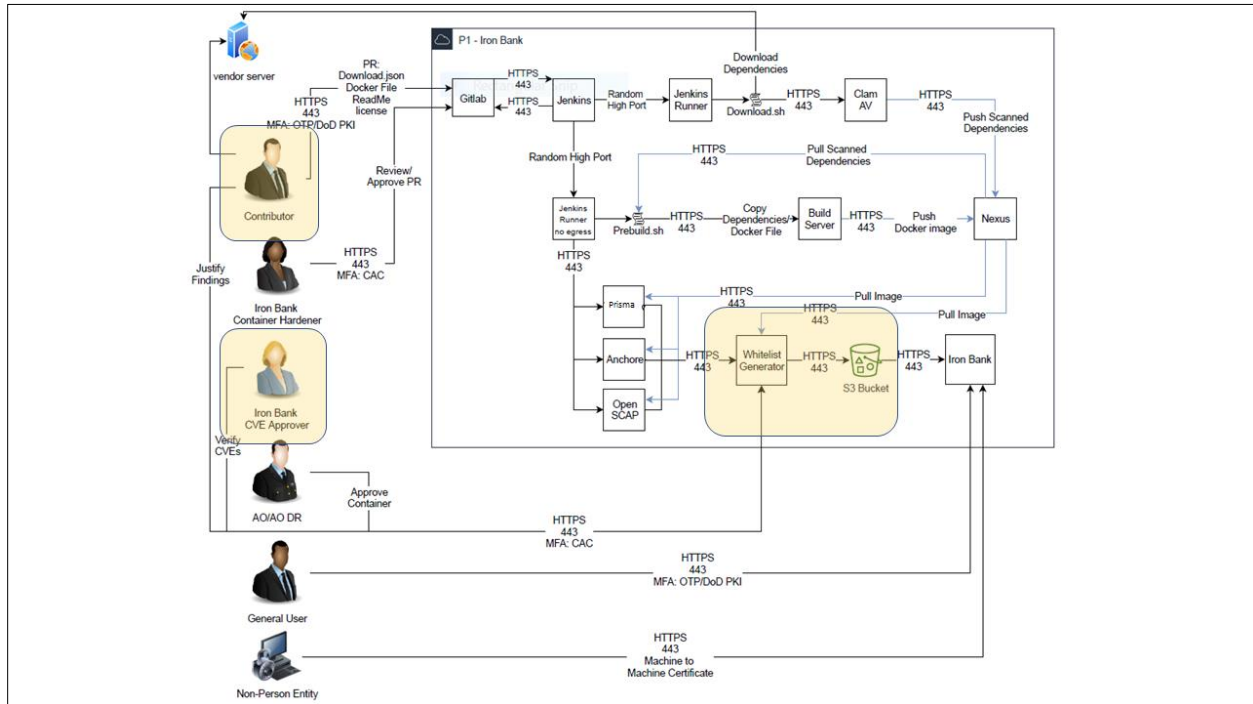 P1 - Iron Bank
vendor server
PR:
Download.json
Docker File
ReadMe
license
HTTPS
443
MFA: OTP/DoD PKI
Contributor
Review/
Approve PR
HTTPS
443
MFA: CAC
Justify
Findings
Iron Bank
Container Hardener
Iron Bank
CVE Approver
Verify
CVEs
AO/AO DR
Approve
Container
HTTPS
443
MFA: CAC
General User
HTTPS
443
MFA: OTP/DoD PKI
Non-Person Entity
HTTPS
443
Machine to
Machine Certificate
Gitlab
HTTPS
443
HTTPS
443
Jenkins
Random
High Port
Jenkins
Runner
Download
Dependencies
Download.sh
HTTPS
443
Clam
AV
HTTPS
443
Push Scanned
Dependencies
Random High Port
HTTPS
443
Pull Scanned
Dependencies
Jenkins
Runner
no egress
Prebuild.sh
HTTPS
443
Copy
Dependencies/
Docker File
Build
Server
HTTPS
443
Push
Docker image
Nexus
HTTPS
443
Prisma
HTTPS
443
Pull Image
HTTPS
443
Pull Image
Anchore
HTTPS
443
Whitelist
Generator
HTTPS
443
S3 Bucket
HTTPS
443
Iron Bank
Open
SCAP